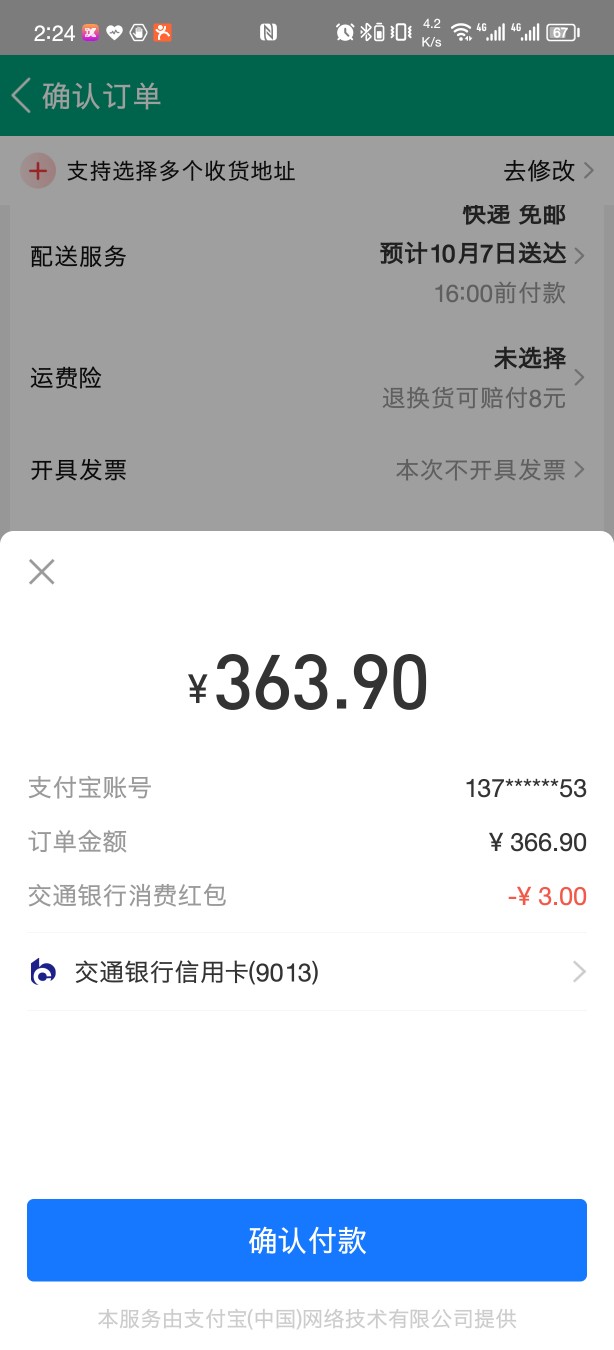 2:24
4.2
K/s
4G
4G
67
确认订单
支持选择多个收货地址
去修改
快递 免邮
配送服务
预计10月7日送达
16:00前付款
未选择
运费险
退换货可赔付8元
开具发票
本次不开具发票
¥363.90
支付宝账号
137******53
订单金额
¥ 366.90
交通银行消费红包
-¥ 3.00
交通银行信用卡(9013)
确认付款
本服务由支付宝(中国)网络技术有限公司提供